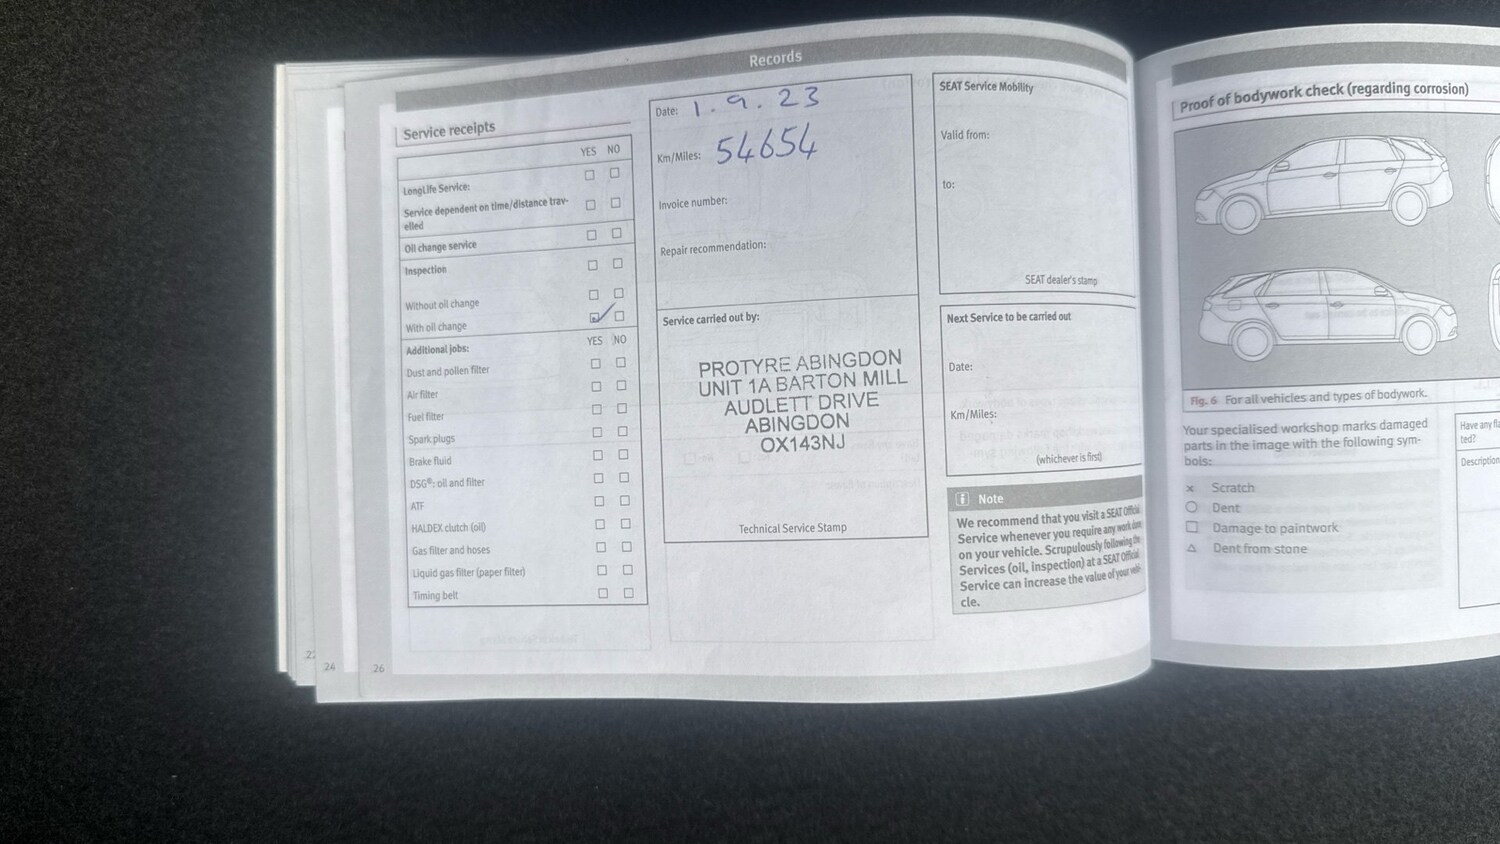 Records
Service receipts
YES NO
LongLife Service:
Service dependent on time/distance trav-
elled
Oil change service
Inspection
Without oil change
With oil change
Additional jobs: YES NO
Dust and pollen filter
Air filter
Fuel filter
Spark plugs
Brake fluid
DSG®: oil and filter
ATF
HALDEX clutch (oil)
Gas filter and hoses
Liquid gas filter (paper filter)
Timing belt
Date: 1.9.23
Km/Miles: 54654
Invoice number:
Repair recommendation:
Service carried out by:
PROTYRE ABINGDON
UNIT 1A BARTON MILL
AUDLETT DRIVE
ABINGDON
OX143NJ
Technical Service Stamp
SEAT Service Mobility
Valid from:
to:
SEAT dealer's stamp
Next Service to be carried out
Date:
Km/Miles:
(whichever is first)
Note
We recommend that you visit a SEAT Official
Service whenever you require any work done
on your vehicle. Scrupulously following the
Services (oil, inspection) at a SEAT Official
Service can increase the value of your vehi-
cle.
24
26
Proof of bodywork check (regarding corrosion)
Fig. 6 For all vehicles and types of bodywork.
Your specialised workshop marks damaged
parts in the image with the following sym-
bols:
Scratch
Dent
Damage to paintwork
Dent from stone
Have any
ted?
Description